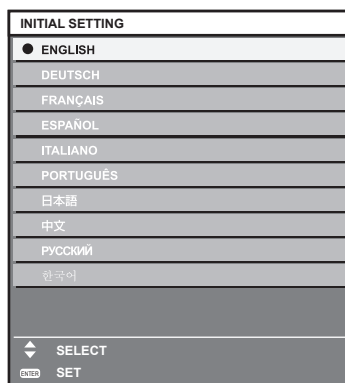 INITIAL SETTING
ENGLISH
DEUTSCH
FRANÇAIS
ESPAÑOL
ITALIANO
PORTUGUÊS
日本語
中文
РУССКИЙ
한국어
SELECT
ENTER SET